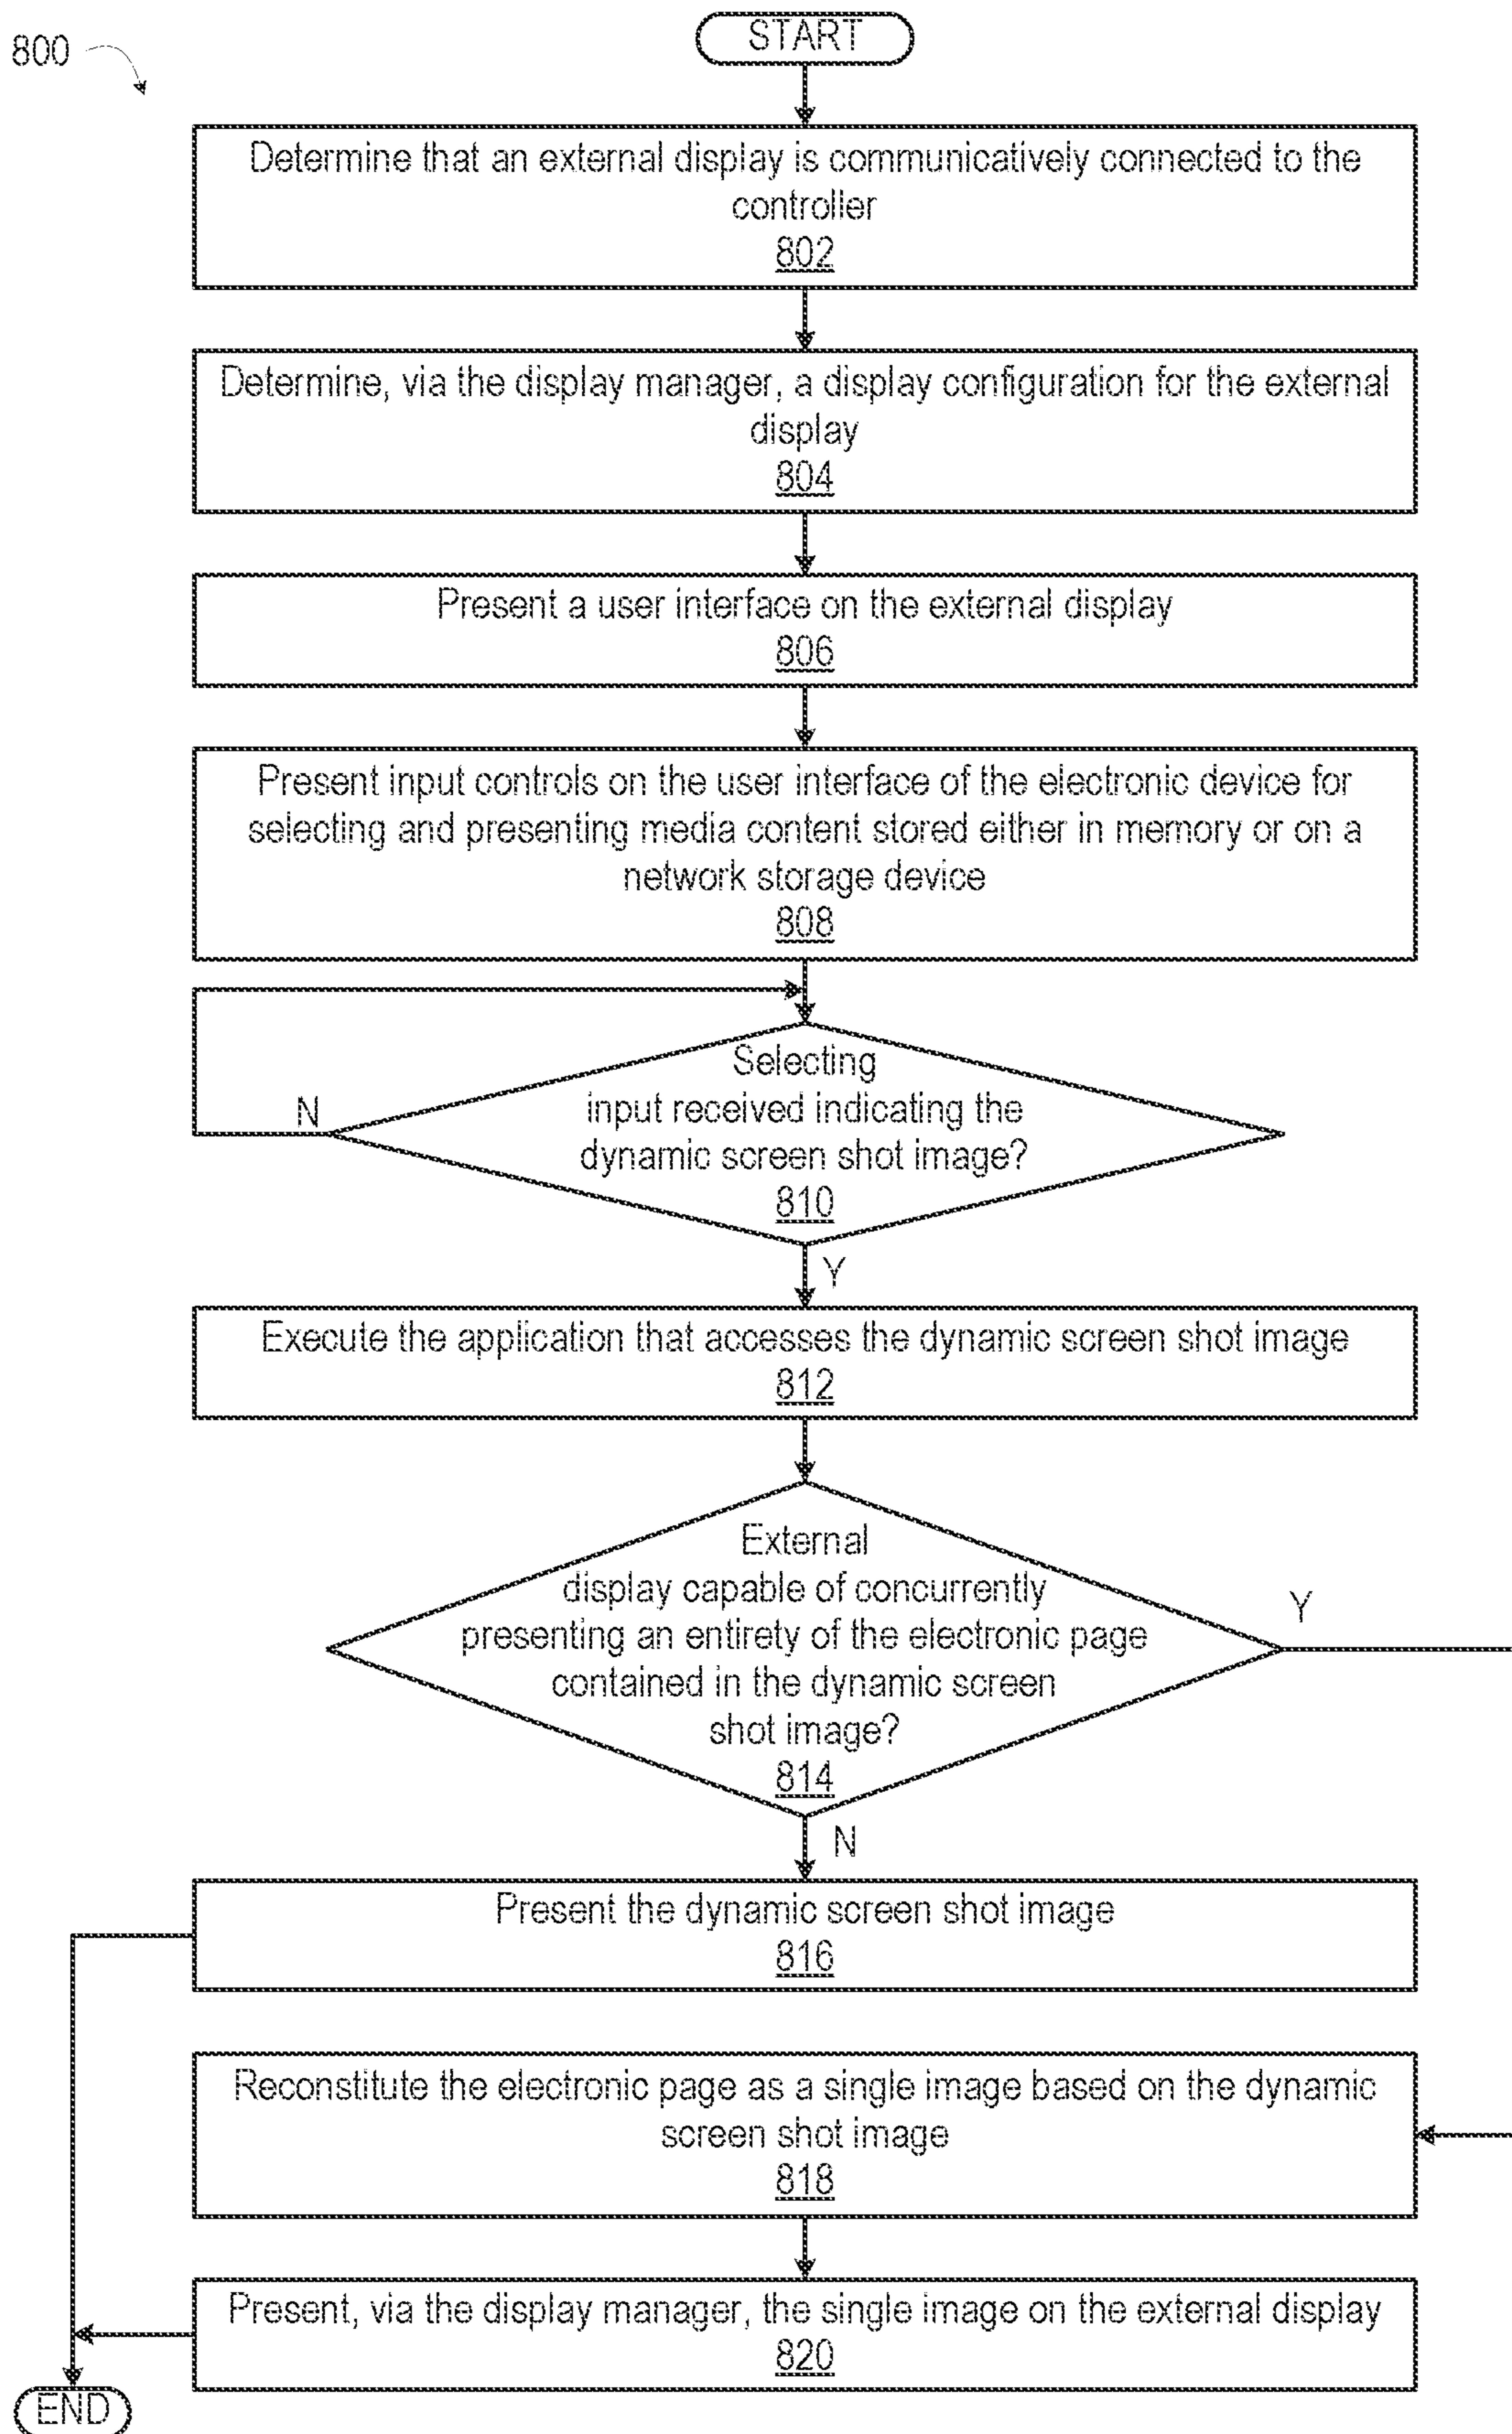 800
START
Determine that an external display is communicatively connected to the
controller
802
Determine, via the display manager, a display configuration for the external
display
804
Present a user interface on the external display
806
Present input controls on the user interface of the electronic device for
selecting and presenting media content stored either in memory or on a
network storage device
808
Selecting
input received indicating the
dynamic screen shot image?
810
N
Y
Execute the application that accesses the dynamic screen shot image
812
External
display capable of concurrently
presenting an entirety of the electronic page
contained in the dynamic screen
shot image?
814
Y
N
Present the dynamic screen shot image
816
Reconstitute the electronic page as a single image based on the dynamic
screen shot image
818
Present, via the display manager, the single image on the external display
820
END